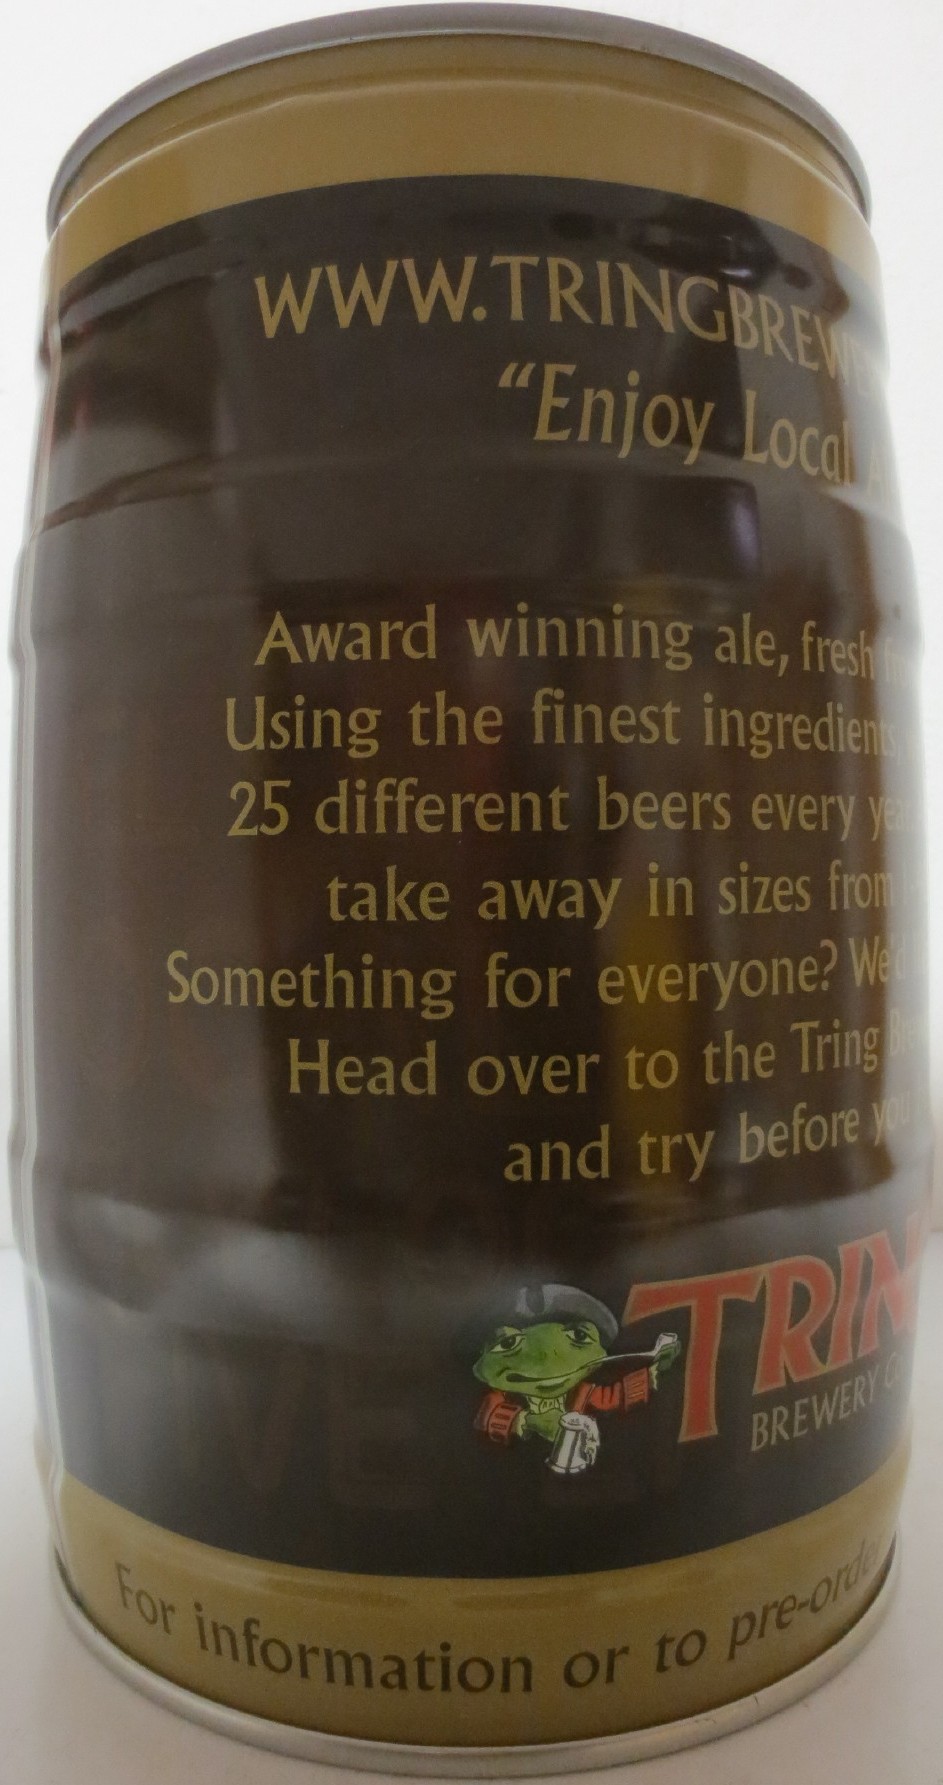 WWW.TRINGBREW
"Enjoy Local
Award winning ale, fresh
Using the finest ingredients,
25 different beers every
take away in sizes from
Something for everyone?
Head over to the Tring
and try before
TRIN
BREWERY
For information or to pre-order